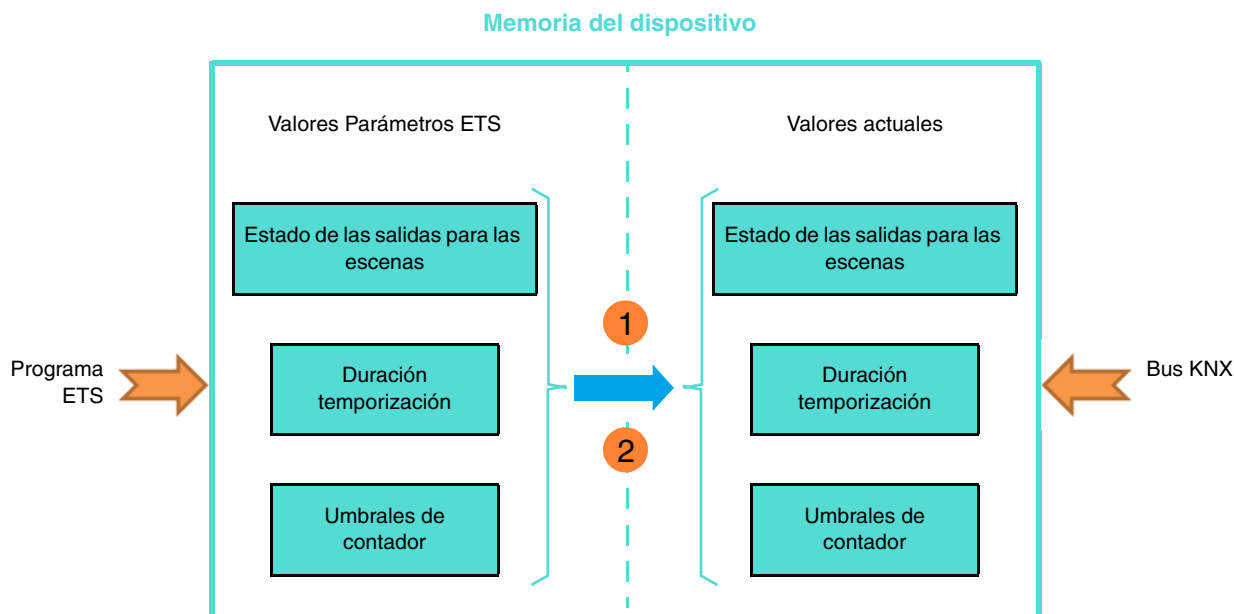 Memoria del dispositivo
Valores Parámetros ETS
Valores actuales
Estado de las salidas para las
escenas
Estado de las salidas para las
escenas
1
Programa
ETS
Duración
temporización
Duración
temporización
Bus KNX
2
Umbrales de
contador
Umbrales de
contador